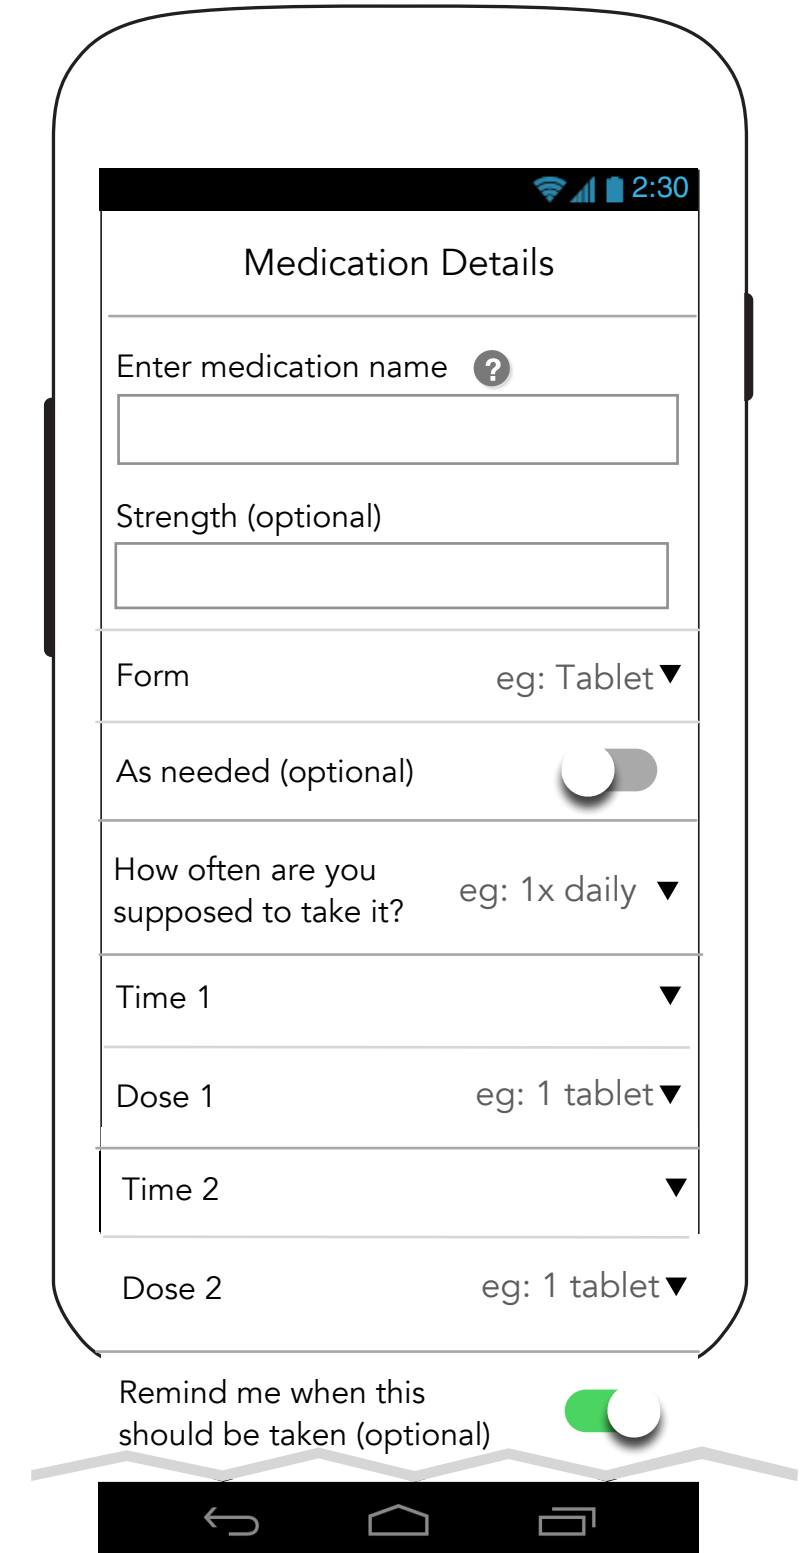 2:30
Medication Details
Enter medication name ?
Strength (optional)
Form eg: Tablet
As needed (optional)
How often are you
supposed to take it? eg: 1x daily
Time 1
Dose 1 eg: 1 tablet
Time 2
Dose 2 eg: 1 tablet
Remind me when this
should be taken (optional)